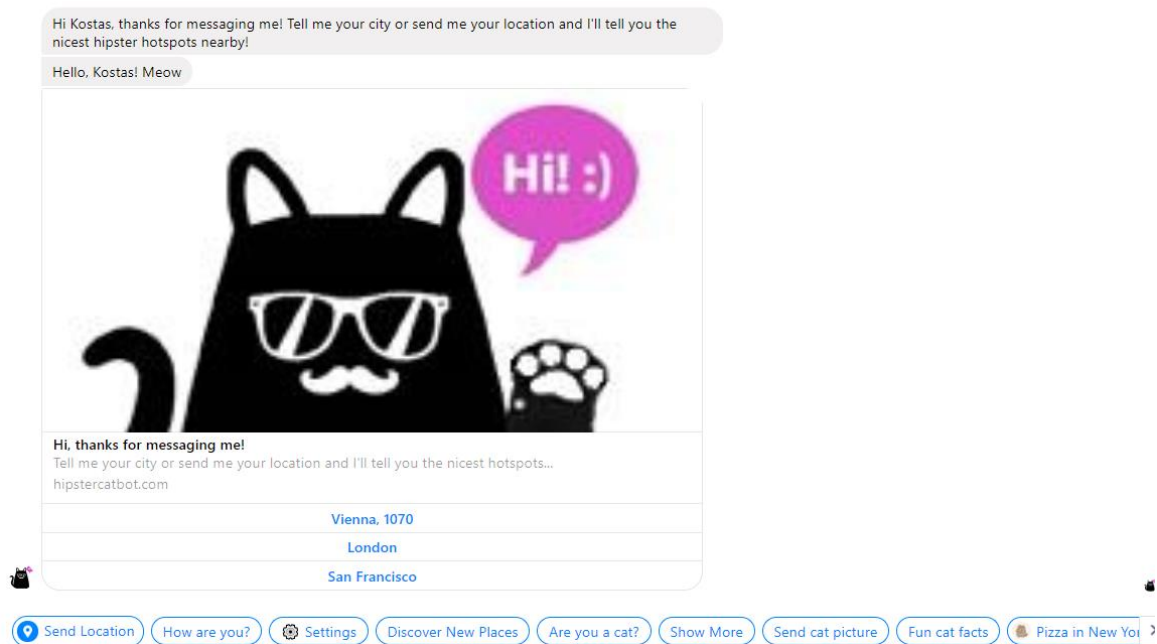 Hi Kostas, thanks for messaging me! Tell me your city or send me your location and I'll tell you the
nicest hipster hotspots nearby!
Hello, Kostas! Meow
Hi! :)
Hi, thanks for messaging me!
Tell me your city or send me your location and I'll tell you the nicest hotspots...
hipstercatbot.com
Vienna, 1070
London
San Francisco
Send Location How are you? Settings Discover New Places Are you a cat? Show More Send cat picture Fun cat facts Pizza in New Yor